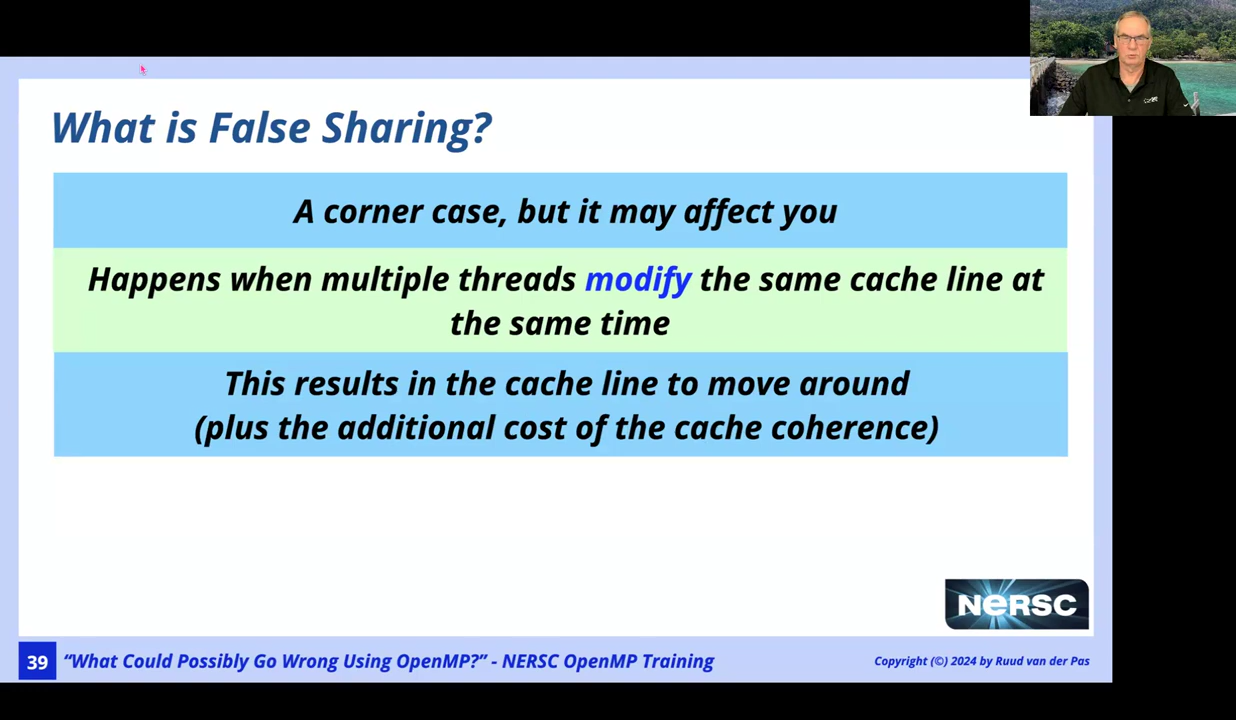 What is False Sharing?
A corner case, but it may affect you
Happens when multiple threads modify the same cache line at
the same time
This results in the cache line to move around
(plus the additional cost of the cache coherence)
NeRSC
39
"What Could Possibly Go Wrong Using OpenMP?" - NERSC OpenMP Training
Copyright (©) 2024 by Ruud van der Pas